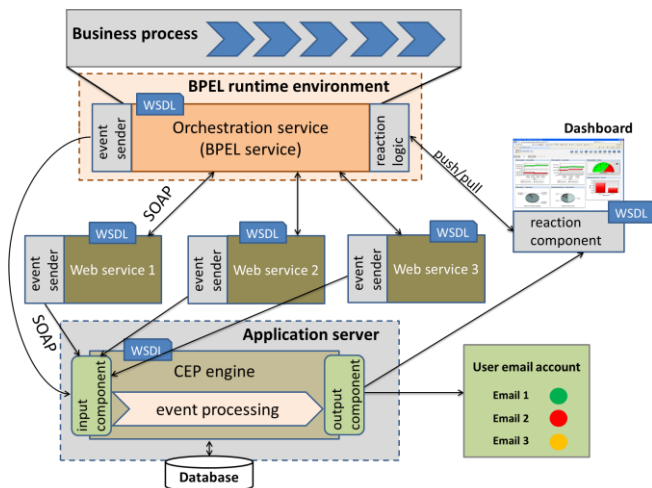 Business process
BPEL runtime environment
WSDL
event
sender
Orchestration service
(BPEL service)
reaction
logic
Dashboard
push/pull
SOAP
WSDL
reaction
component
WSDL
event
sender
Web service 1
WSDL
event
sender
Web service 2
WSDL
event
sender
Web service 3
SOAP
Application server
WSDL
input
component
CEP engine
event processing
output
component
User email account
Email 1
Email 2
Email 3
Database